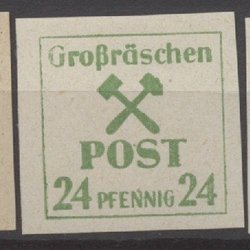 Großräschen
POST
24 PFENNIG 24